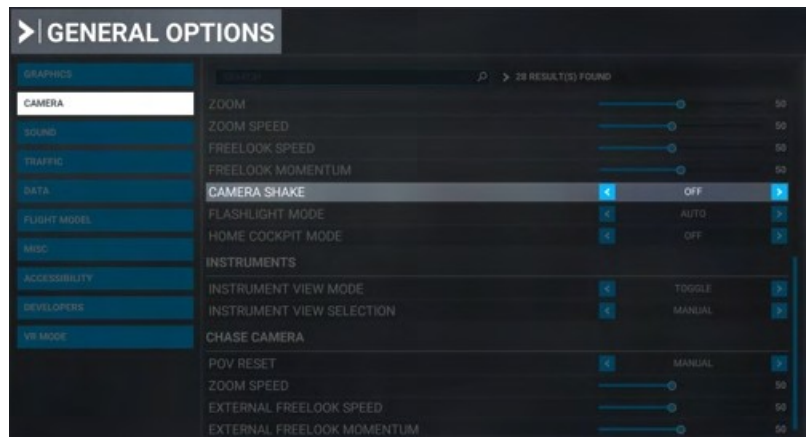 > GENERAL OPTIONS
GRAPHICS
CAMERA
SOUND
TRAFFIC
DATA
FLIGHT MODEL
MISC
ACCESSIBILITY
DEVELOPERS
VR MODE
> 28 RESULT(S) FOUND
ZOOM 50
ZOOM SPEED 50
FREELOOK SPEED 50
FREELOOK MOMENTUM 50
CAMERA SHAKE < OFF >
FLASHLIGHT MODE < AUTO >
HOME COCKPIT MODE < OFF >
INSTRUMENTS
INSTRUMENT VIEW MODE < TOGGLE >
INSTRUMENT VIEW SELECTION < MANUAL >
CHASE CAMERA
POV RESET < MANUAL >
ZOOM SPEED 50
EXTERNAL FREELOOK SPEED 50
EXTERNAL FREELOOK MOMENTUM 50